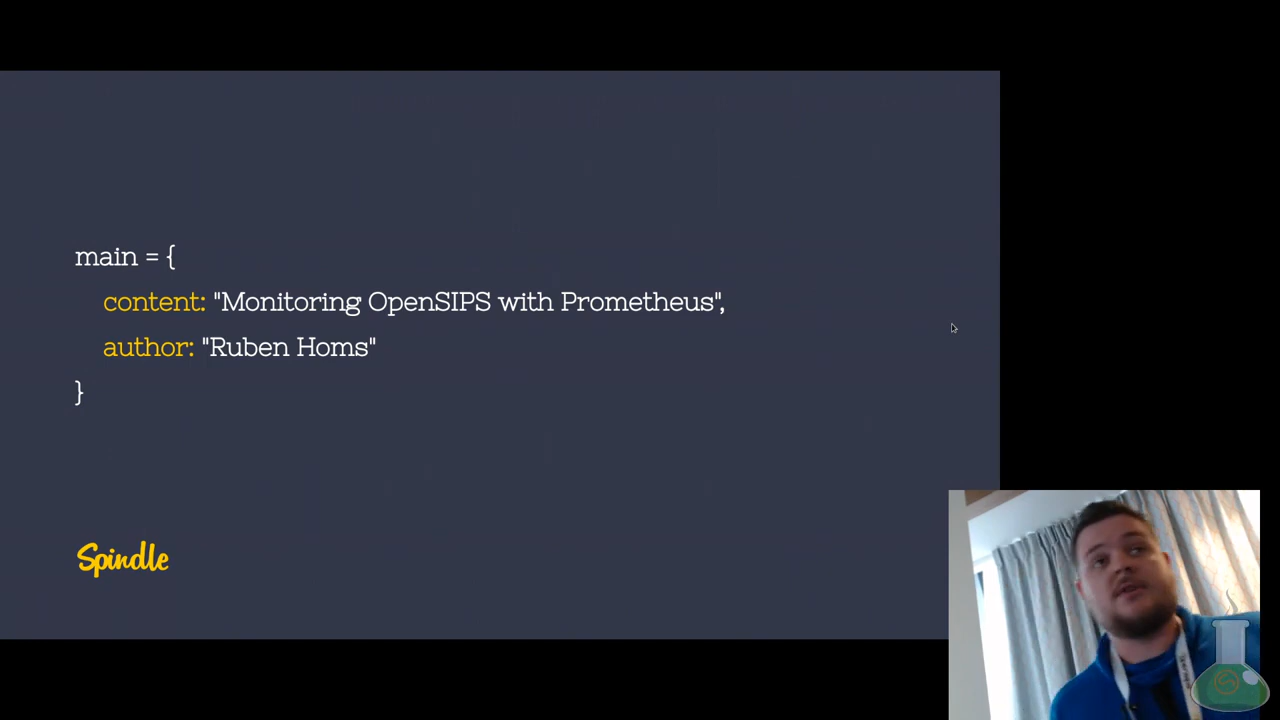 main = {
content: "Monitoring OpenSIPS with Prometheus",
author: "Ruben Homs"
}
Spindle